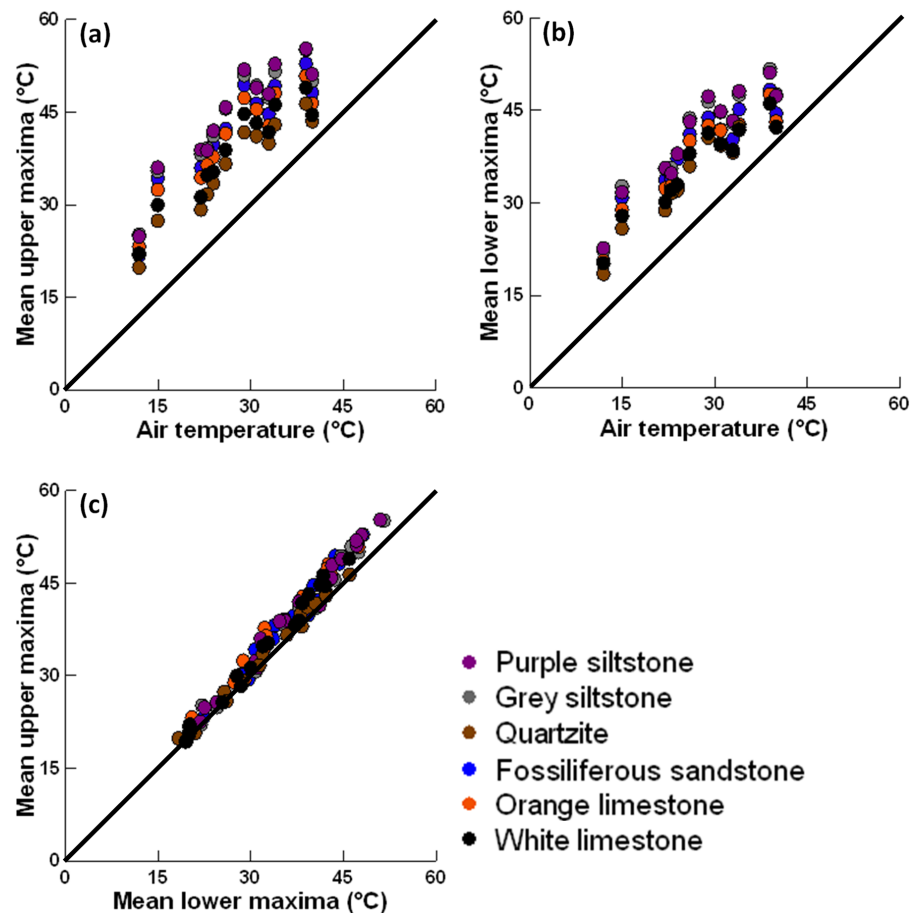 (a)
Mean upper maxima (°C)
60
45
30
15
0
0 15 30 45 60
Air temperature (°C)
(b)
Mean lower maxima (°C)
60
45
30
15
0
0 15 30 45 60
Air temperature (°C)
(c)
Mean upper maxima (°C)
60
45
30
15
0
0 15 30 45 60
Mean lower maxima (°C)
Purple siltstone
Grey siltstone
Quartzite
Fossiliferous sandstone
Orange limestone
White limestone